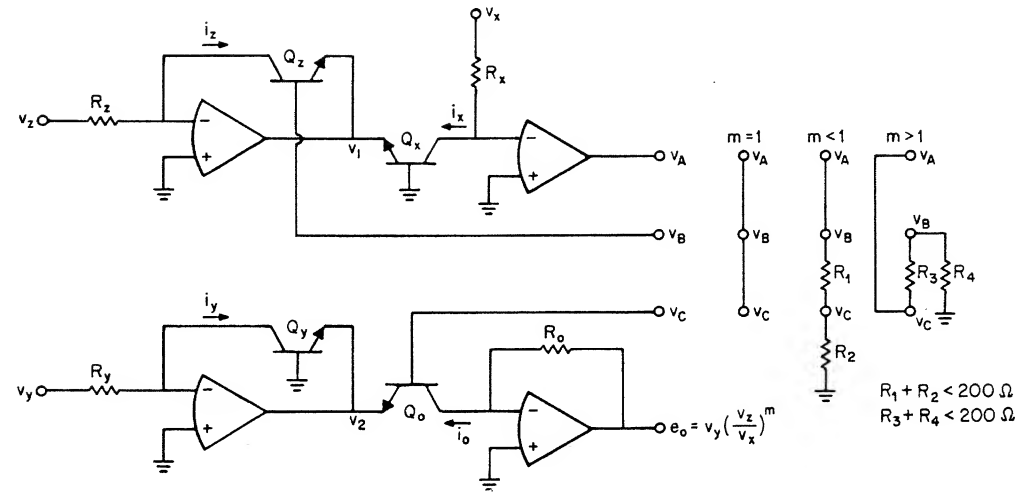 v_x
i_z
Q_z
R_z
v_z
R_x
i_x
Q_x
v_1
−
+
−
+
v_A
v_B
i_y
Q_y
R_y
v_y
v_C
R_o
Q_o
v_2
i_o
−
+
−
+
e_o = v_y (v_z / v_x)^m
m = 1
v_A
v_B
v_C
m < 1
v_A
v_B
R_1
v_C
R_2
m > 1
v_A
v_B
R_3
R_4
v_C
R_1 + R_2 < 200 Ω
R_3 + R_4 < 200 Ω